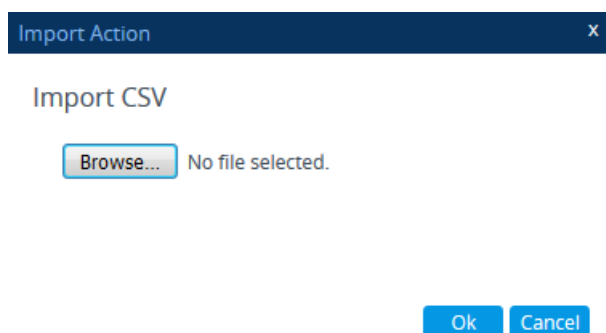 Import Action x
Import CSV
Browse... No file selected.
Ok Cancel